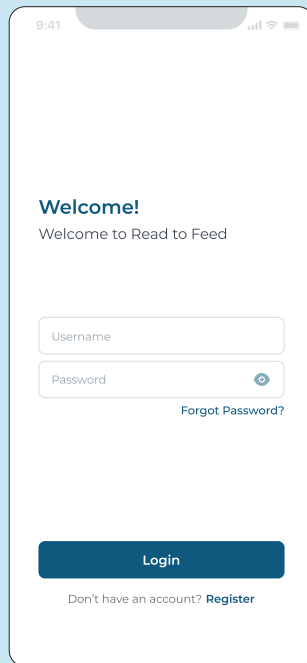 9:41
Welcome!
Welcome to Read to Feed
Username
Password
Forgot Password?
Login
Don't have an account? Register